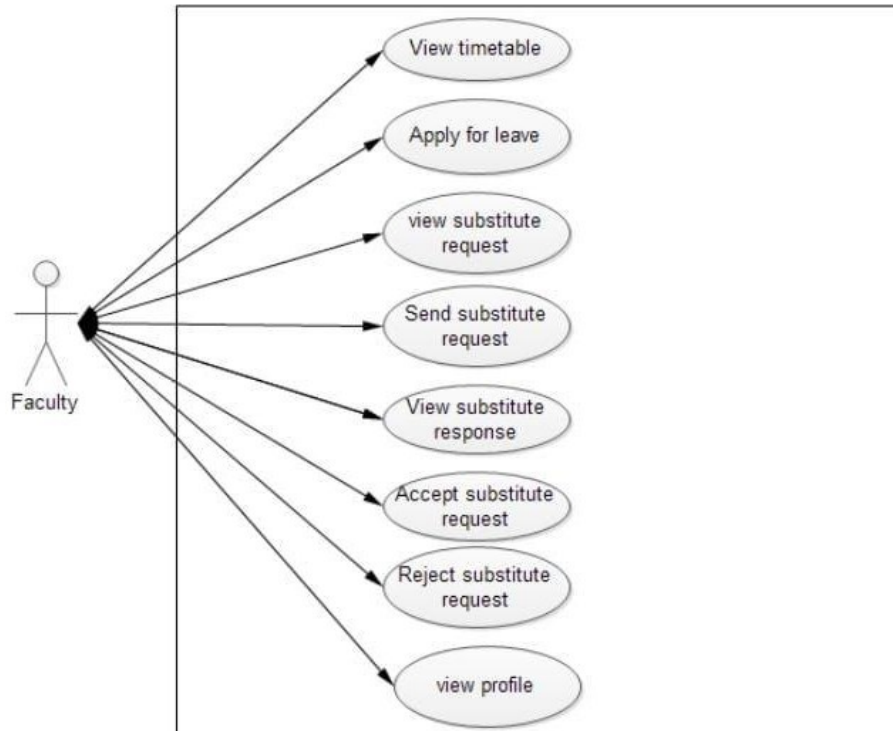 View timetable
Apply for leave
view substitute
request
Send substitute
request
Faculty
View substitute
response
Accept substitute
request
Reject substitute
request
view profile